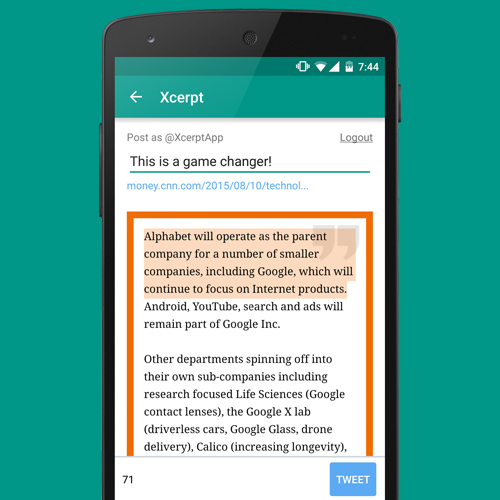 7:44
Xcerpt
Post as @XcerptApp Logout
This is a game changer!
money.cnn.com/2015/08/10/technol...
Alphabet will operate as the parent
company for a number of smaller
companies, including Google, which will
continue to focus on Internet products.
Android, YouTube, search and ads will
remain part of Google Inc.
Other departments spinning off into
their own sub-companies including
research focused Life Sciences (Google
contact lenses), the Google X lab
(driverless cars, Google Glass, drone
delivery), Calico (increasing longevity),
71 TWEET